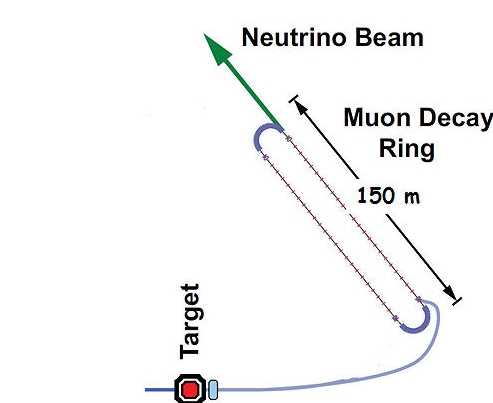 Neutrino Beam
Muon Decay
Ring
150 m
Target